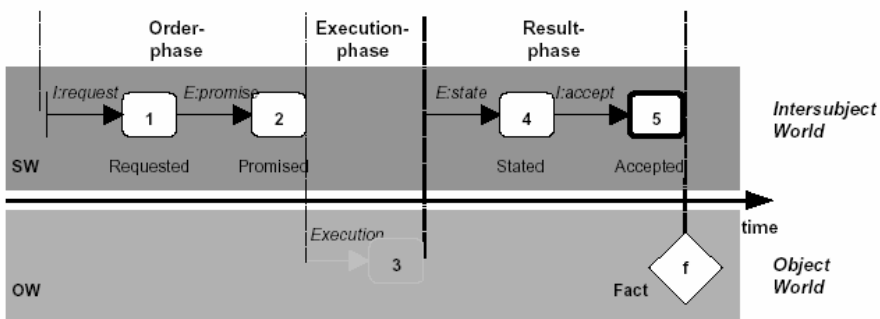 Order-
phase
Execution-
phase
Result-
phase
I:request
E:promise
E:state
I:accept
1
2
4
5
Intersubject
World
SW
Requested
Promised
Stated
Accepted
time
Execution
3
f
Object
World
OW
Fact